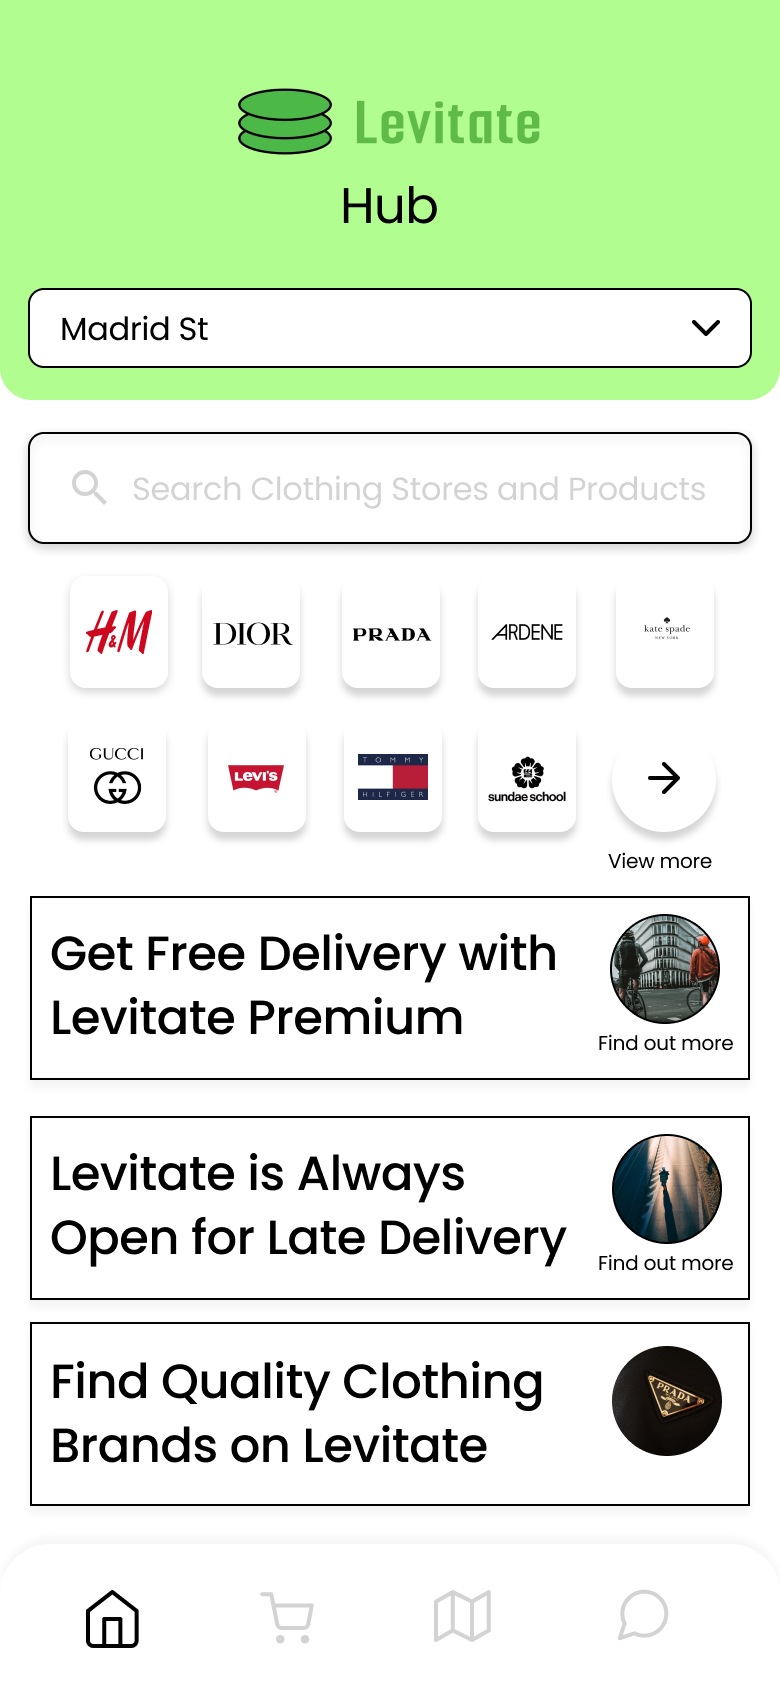 Levitate
Hub
Madrid St
Search Clothing Stores and Products
H&M
DIOR
PRADA
ARDENE
kate spade
NEW YORK
GUCCI
Levi's
TOMMY
HILFIGER
sundae school
View more
Get Free Delivery with
Levitate Premium
Find out more
Levitate is Always
Open for Late Delivery
Find out more
Find Quality Clothing
Brands on Levitate
PRADA